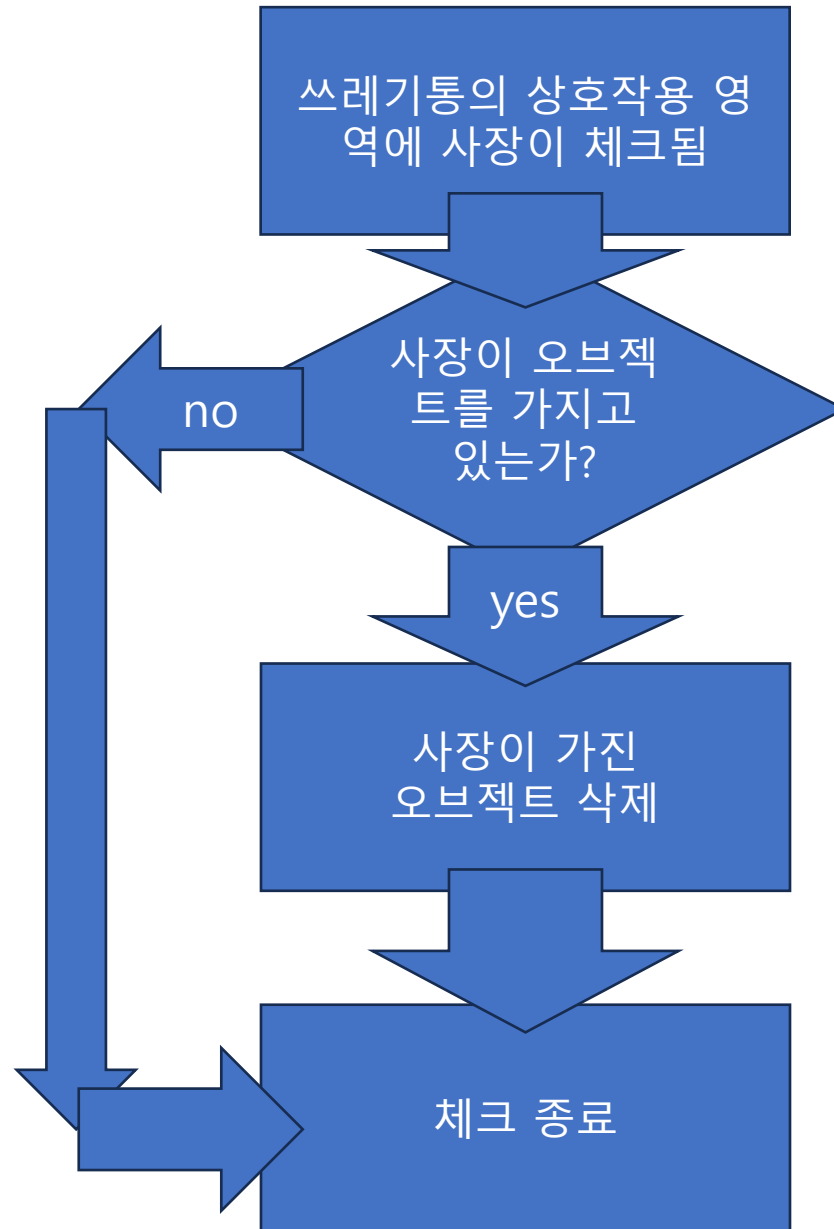 쓰레기통의 상호작용 영
역에 사장이 체크됨
사장이 오브젝
트를 가지고
있는가?
no
yes
사장이 가진
오브젝트 삭제
체크 종료